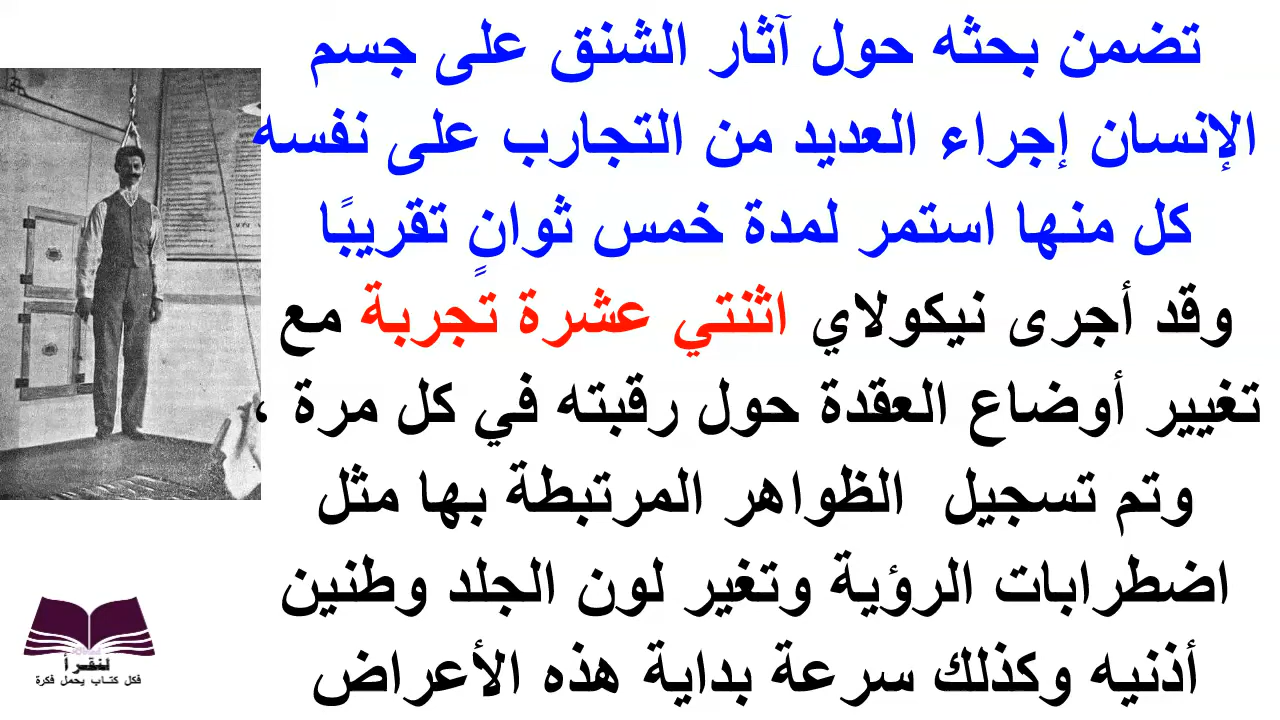 تضمن بحثه حول آثار الشنق على جسم
الإنسان إجراء العديد من التجارب على نفسه
كل منها استمر لمدة خمس ثوانٍ تقريبًا
وقد أجرى نيكولاي اثنتي عشرة تجربة مع
تغيير أوضاع العقدة حول رقبته في كل مرة ،
وتم تسجيل الظواهر المرتبطة بها مثل
اضطرابات الرؤية وتغير لون الجلد وطنين
أذنيه وكذلك سرعة بداية هذه الأعراض
لنقرأ
فكل كتاب يحمل فكرة